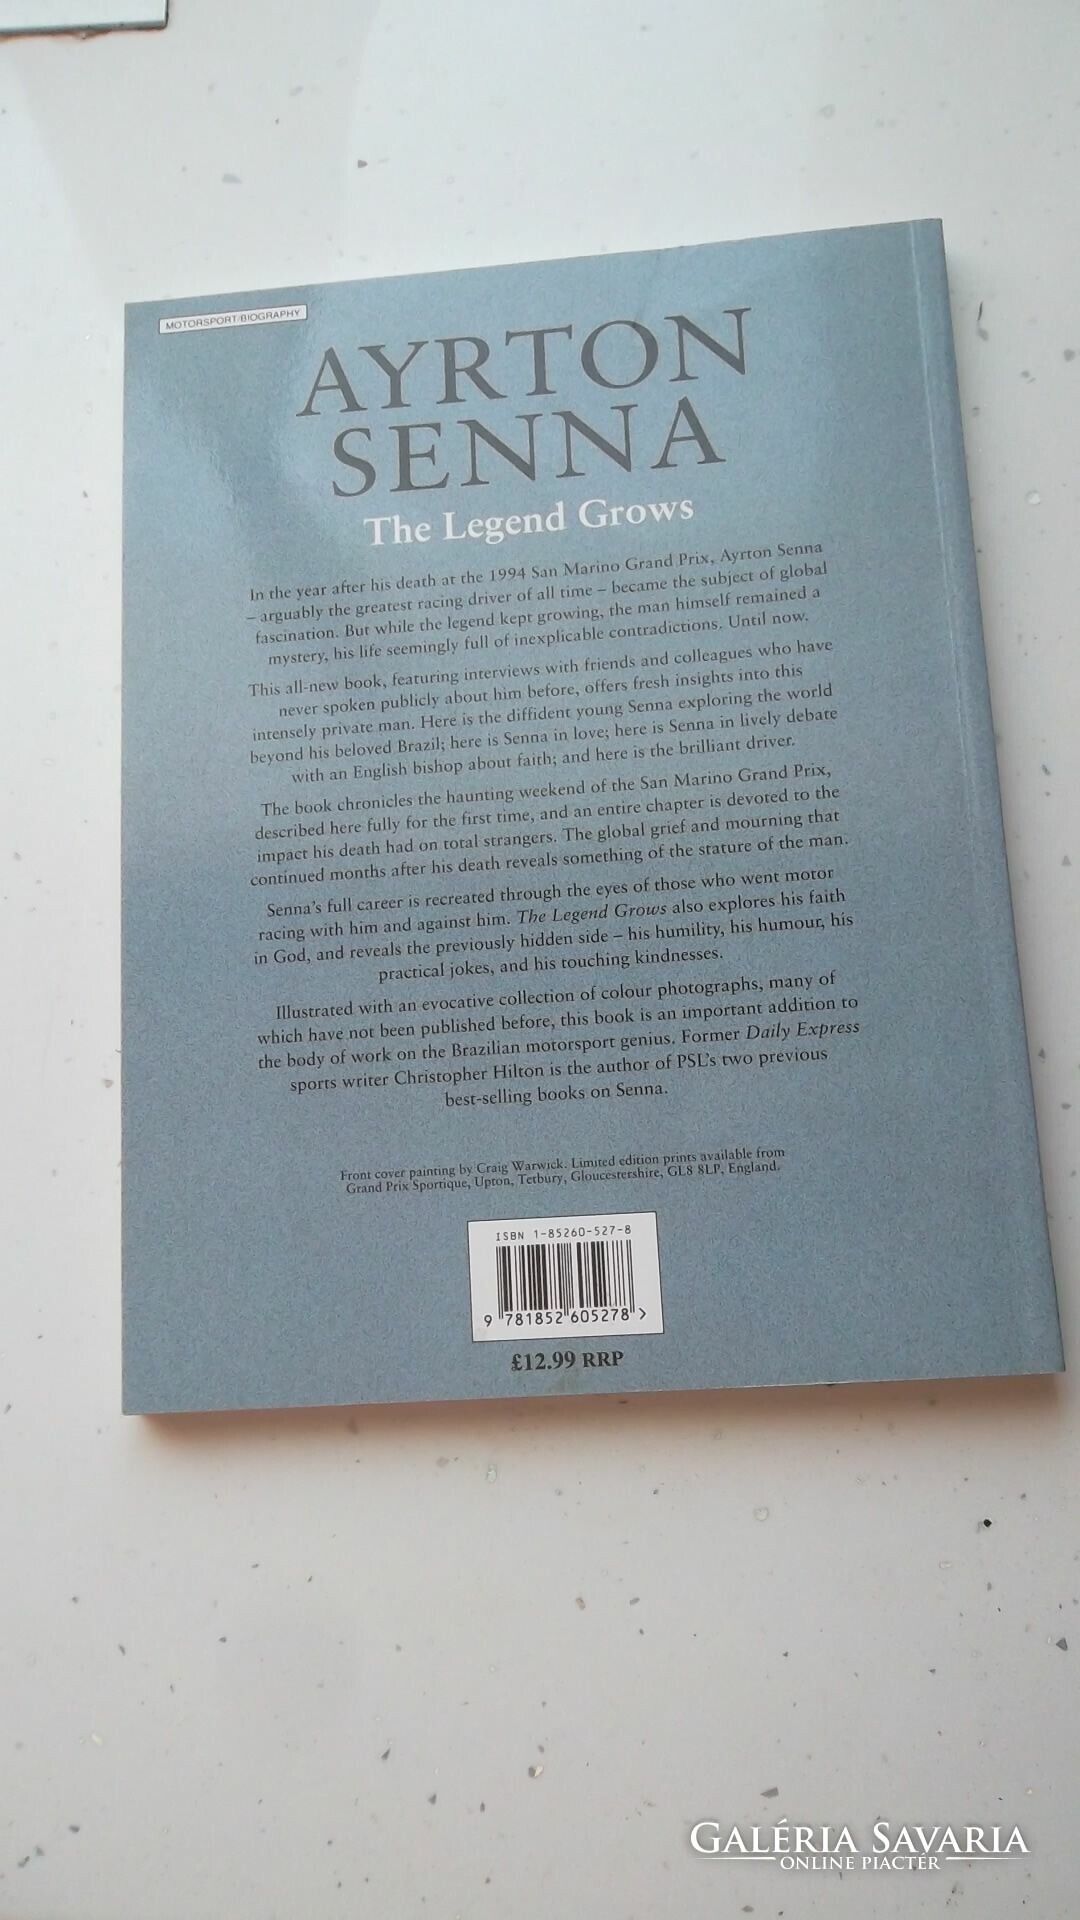 MOTORSPORT/BIOGRAPHY
AYRTON
SENNA
The Legend Grows
In the year after his death at the 1994 San Marino Grand Prix, Ayrton Senna
– arguably the greatest racing driver of all time – became the subject of global
fascination. But while the legend kept growing, the man himself remained a
mystery, his life seemingly full of inexplicable contradictions. Until now.
This all-new book, featuring interviews with friends and colleagues who have
never spoken publicly about him before, offers fresh insights into this
intensely private man. Here is the diffident young Senna exploring the world
beyond his beloved Brazil; here is Senna in love; here is Senna in lively debate
with an English bishop about faith; and here is the brilliant driver.
The book chronicles the haunting weekend of the San Marino Grand Prix,
described here fully for the first time, and an entire chapter is devoted to the
impact his death had on total strangers. The global grief and mourning that
continued months after his death reveals something of the stature of the man.
Senna's full career is recreated through the eyes of those who went motor
racing with him and against him. The Legend Grows also explores his faith
in God, and reveals the previously hidden side – his humility, his humour, his
practical jokes, and his touching kindnesses.
Illustrated with an evocative collection of colour photographs, many of
which have not been published before, this book is an important addition to
the body of work on the Brazilian motorsport genius. Former Daily Express
sports writer Christopher Hilton is the author of PSL's two previous
best-selling books on Senna.
Front cover painting by Craig Warwick. Limited edition prints available from
Grand Prix Sportique, Upton, Tetbury, Gloucestershire, GL8 8LP, England.
ISBN 1-85260-527-8
9 781852 605278 >
£12.99 RRP
GALÉRIA SAVARIA
ONLINE PIACTÉR